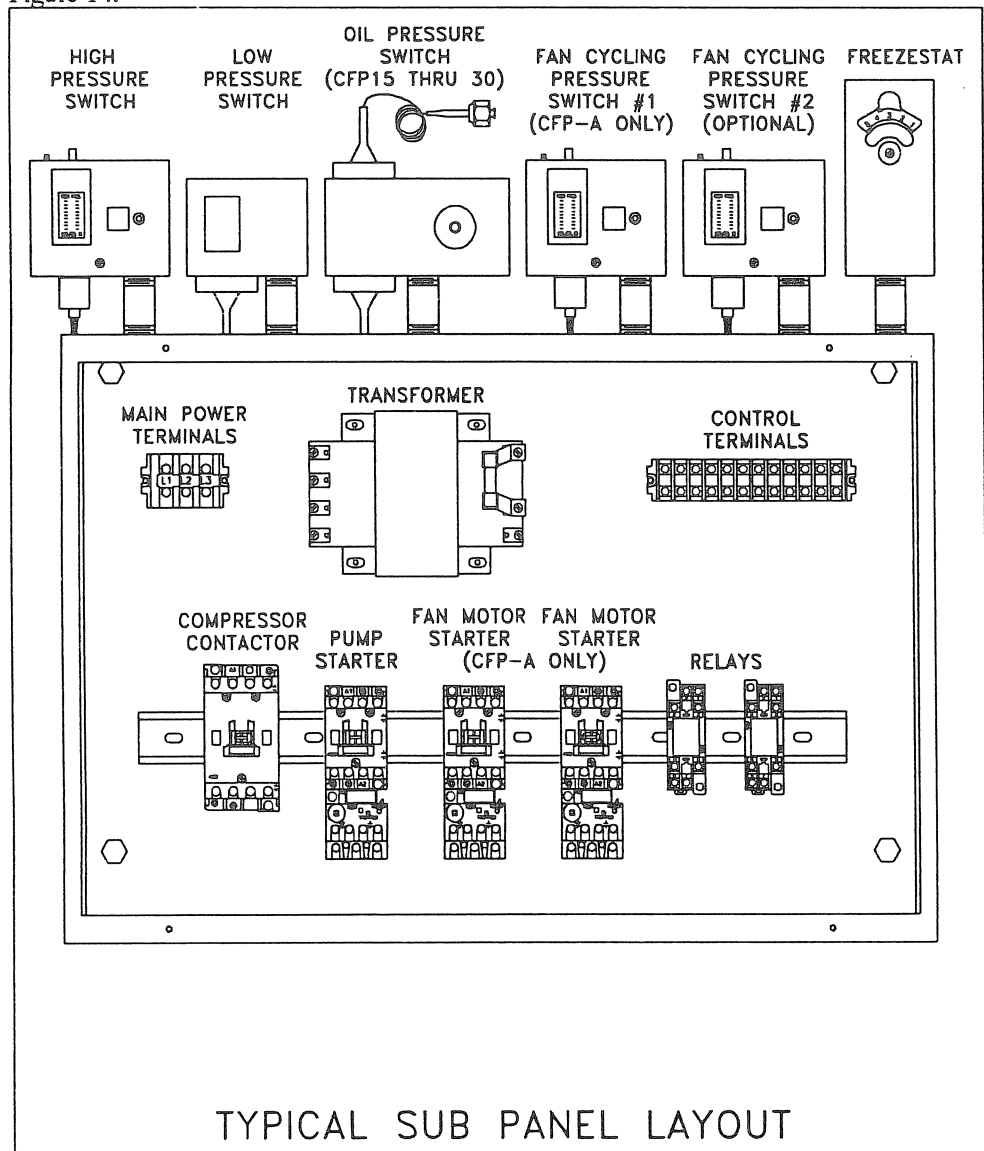 HIGH
PRESSURE
SWITCH
LOW
PRESSURE
SWITCH
OIL PRESSURE
SWITCH
(CFP15 THRU 30)
FAN CYCLING
PRESSURE
SWITCH #1
(CFP-A ONLY)
FAN CYCLING
PRESSURE
SWITCH #2
(OPTIONAL)
FREEZESTAT
MAIN POWER
TERMINALS
L1 L2 L3
TRANSFORMER
CONTROL
TERMINALS
COMPRESSOR
CONTACTOR
PUMP
STARTER
FAN MOTOR FAN MOTOR
STARTER STARTER
(CFP-A ONLY)
RELAYS
TYPICAL SUB PANEL LAYOUT